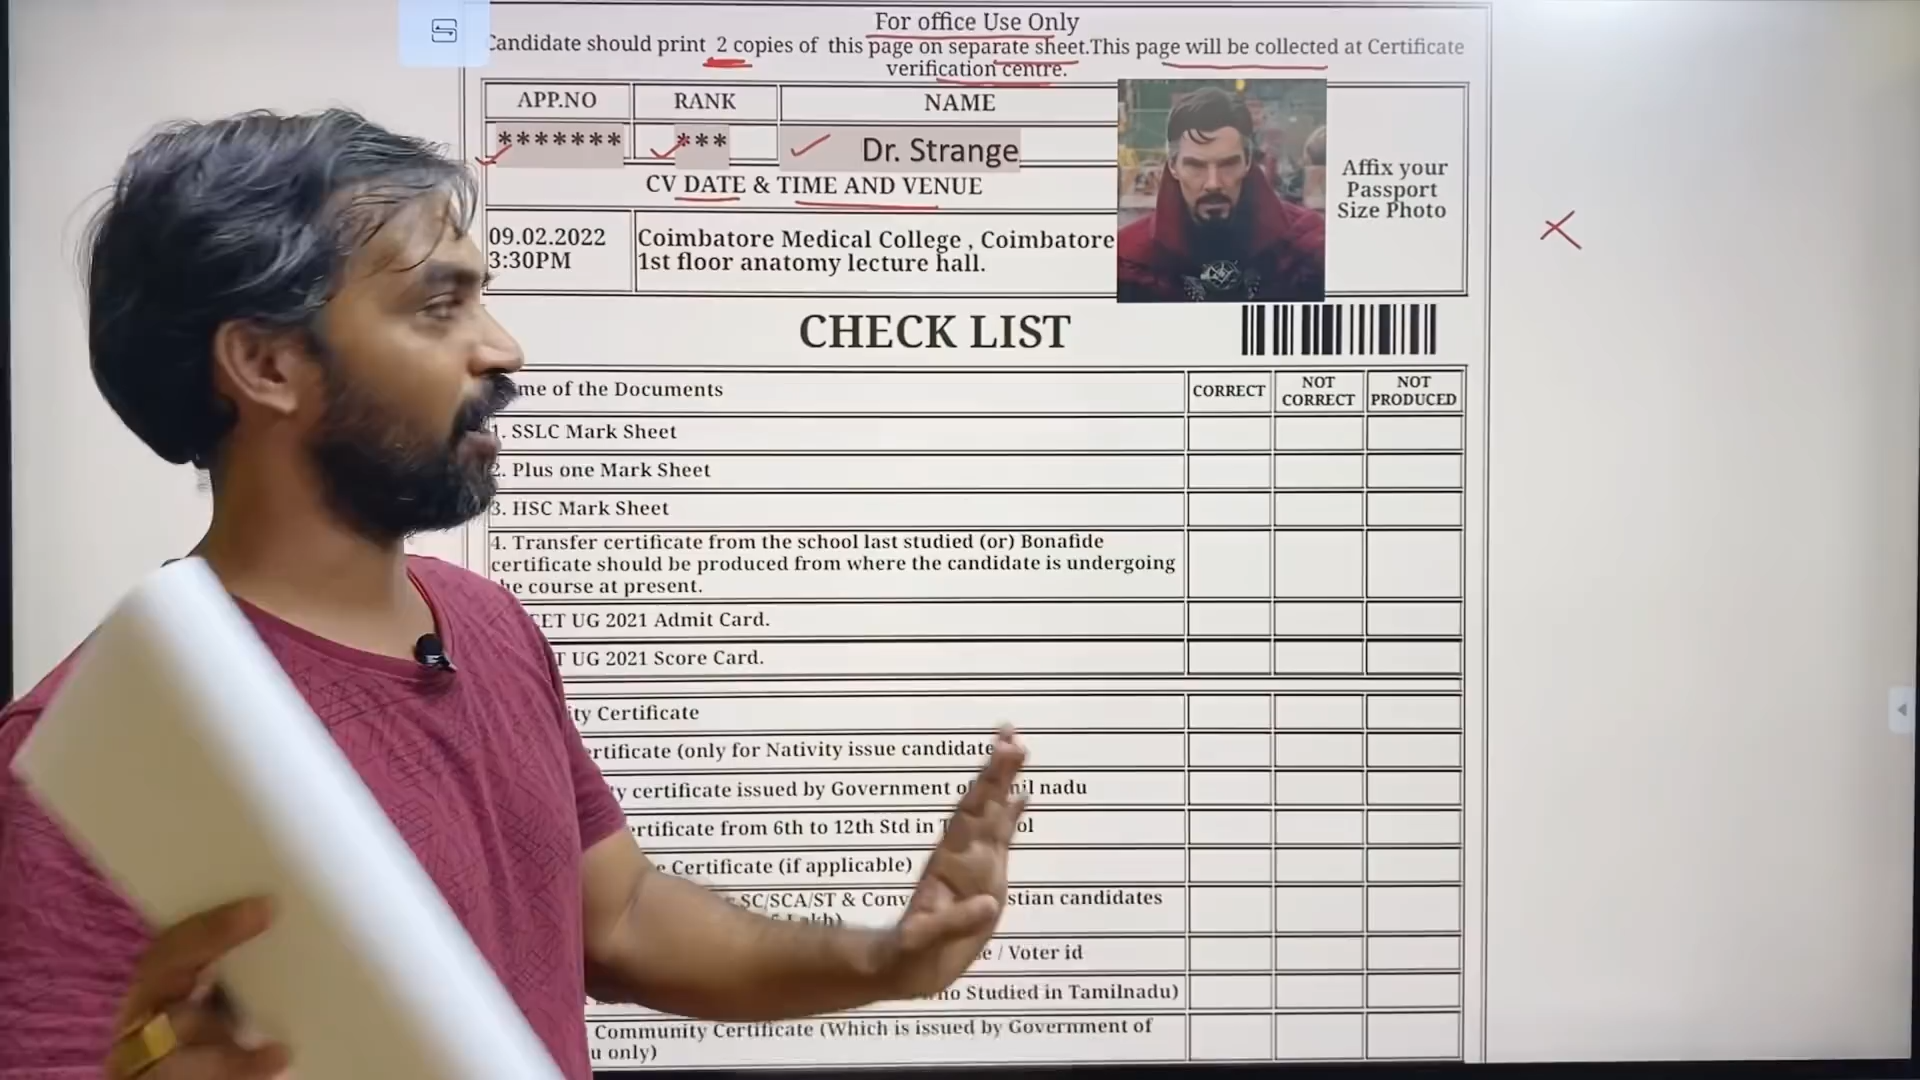 For office Use Only
Candidate should print 2 copies of this page on separate sheet.This page will be collected at Certificate
verification centre.
APP.NO RANK NAME
******* *** Dr. Strange
CV DATE & TIME AND VENUE
Affix your
Passport
Size Photo
09.02.2022
3:30PM
Coimbatore Medical College , Coimbatore
1st floor anatomy lecture hall.
CHECK LIST
me of the Documents CORRECT NOT CORRECT NOT PRODUCED
1. SSLC Mark Sheet
2. Plus one Mark Sheet
3. HSC Mark Sheet
4. Transfer certificate from the school last studied (or) Bonafide
certificate should be produced from where the candidate is undergoing
he course at present.
UG 2021 Admit Card.
UG 2021 Score Card.
ity Certificate
ertificate (only for Nativity issue candidate
y certificate issued by Government of nadu
ertificate from 6th to 12th Std in
e Certificate (if applicable)
SC/SCA/ST & Conv stian candidates
Lakh)
/ Voter id
Studied in Tamilnadu)
Community Certificate (Which is issued by Government of
u only)